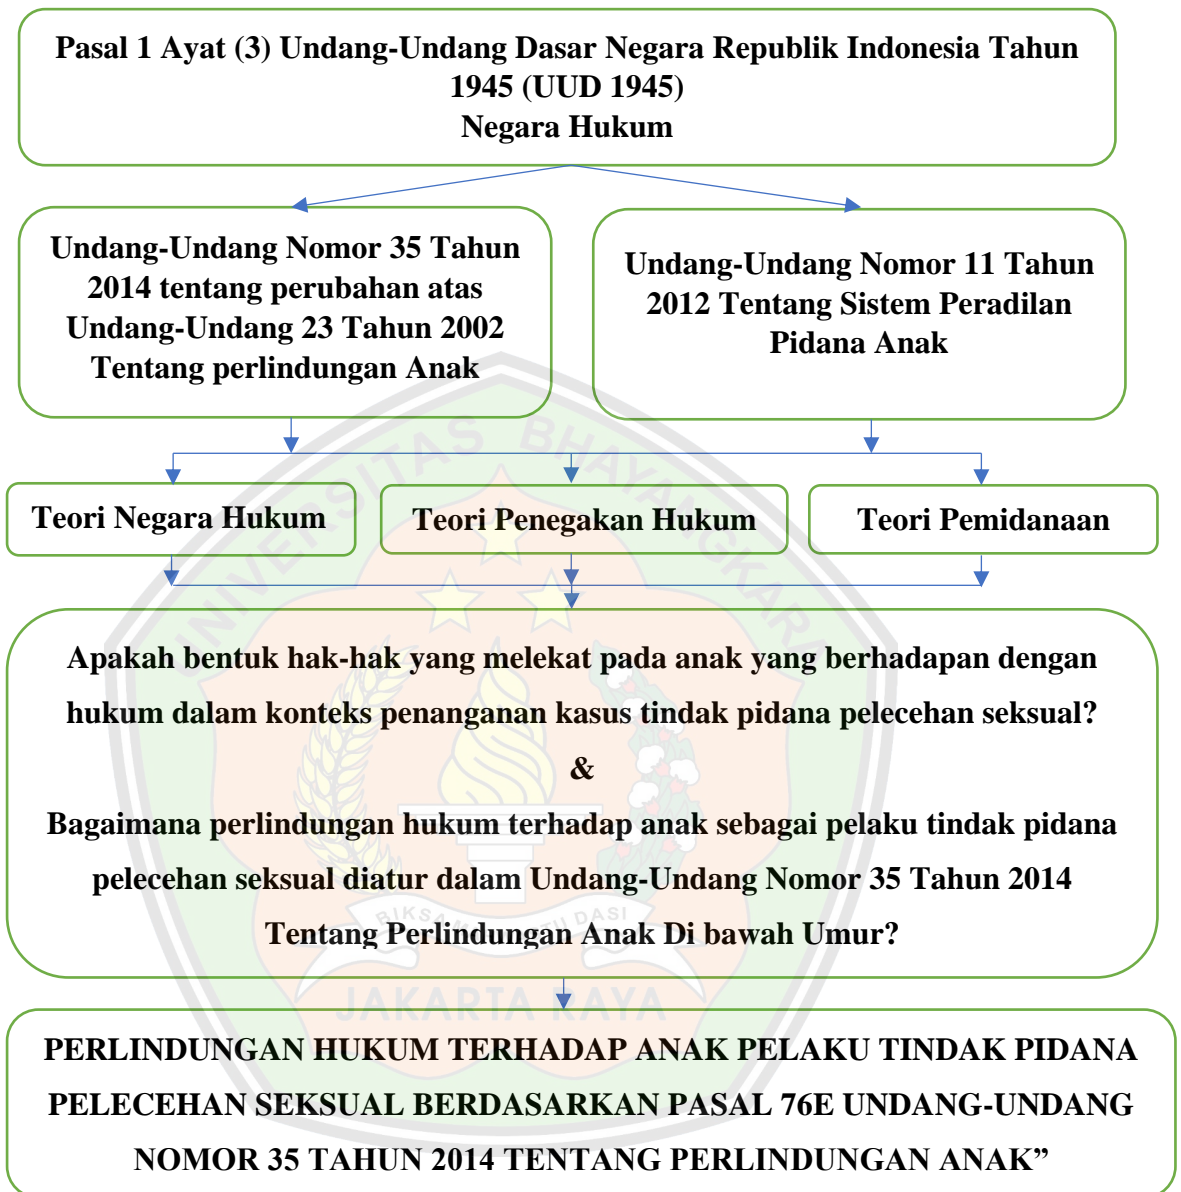 Pasal 1 Ayat (3) Undang-Undang Dasar Negara Republik Indonesia Tahun
1945 (UUD 1945)
Negara Hukum
Undang-Undang Nomor 35 Tahun
2014 tentang perubahan atas
Undang-Undang 23 Tahun 2002
Tentang perlindungan Anak
Undang-Undang Nomor 11 Tahun
2012 Tentang Sistem Peradilan
Pidana Anak
UNIVERSITAS BHAYANGKARA
Teori Negara Hukum
Teori Penegakan Hukum
Teori Pemidanaan
Apakah bentuk hak-hak yang melekat pada anak yang berhadapan dengan
hukum dalam konteks penanganan kasus tindak pidana pelecehan seksual?
&
Bagaimana perlindungan hukum terhadap anak sebagai pelaku tindak pidana
pelecehan seksual diatur dalam Undang-Undang Nomor 35 Tahun 2014
Tentang Perlindungan Anak Di bawah Umur?
DASI
JAKARTA RAYA
PERLINDUNGAN HUKUM TERHADAP ANAK PELAKU TINDAK PIDANA
PELECEHAN SEKSUAL BERDASARKAN PASAL 76E UNDANG-UNDANG
NOMOR 35 TAHUN 2014 TENTANG PERLINDUNGAN ANAK”